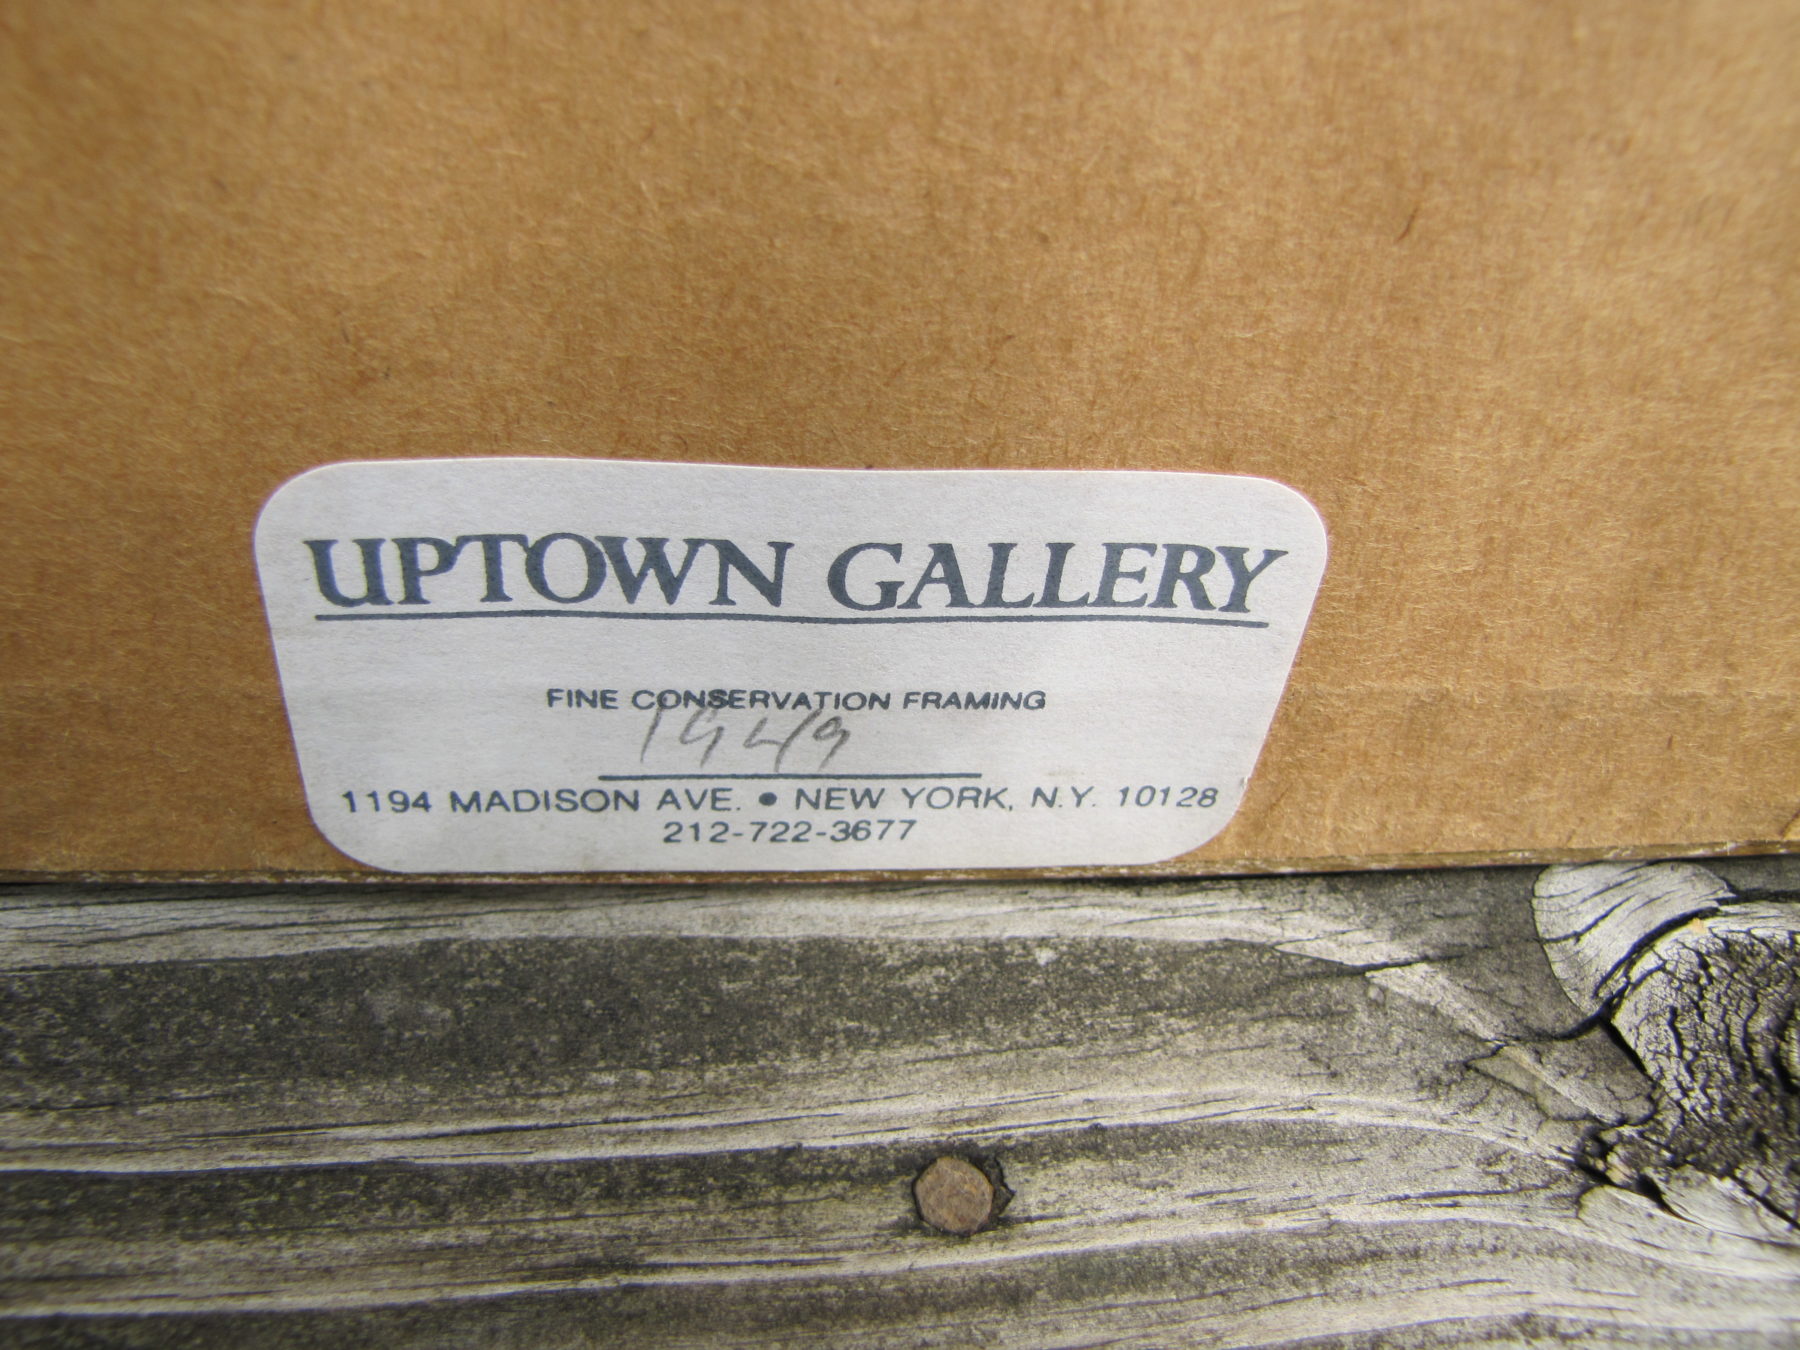 UPTOWN GALLERY
FINE CONSERVATION FRAMING
1949
1194 MADISON AVE. • NEW YORK, N.Y. 10128
212-722-3677